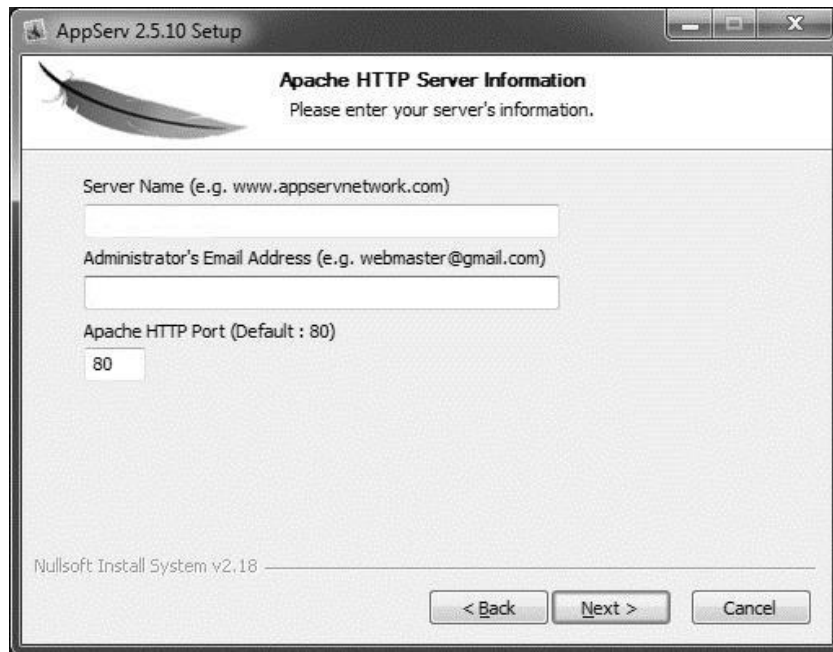 AppServ 2.5.10 Setup
Apache HTTP Server Information
Please enter your server's information.
Server Name (e.g. www.appservnetwork.com)
Administrator's Email Address (e.g. webmaster@gmail.com)
Apache HTTP Port (Default : 80)
80
Nullsoft Install System v2.18
< Back Next > Cancel